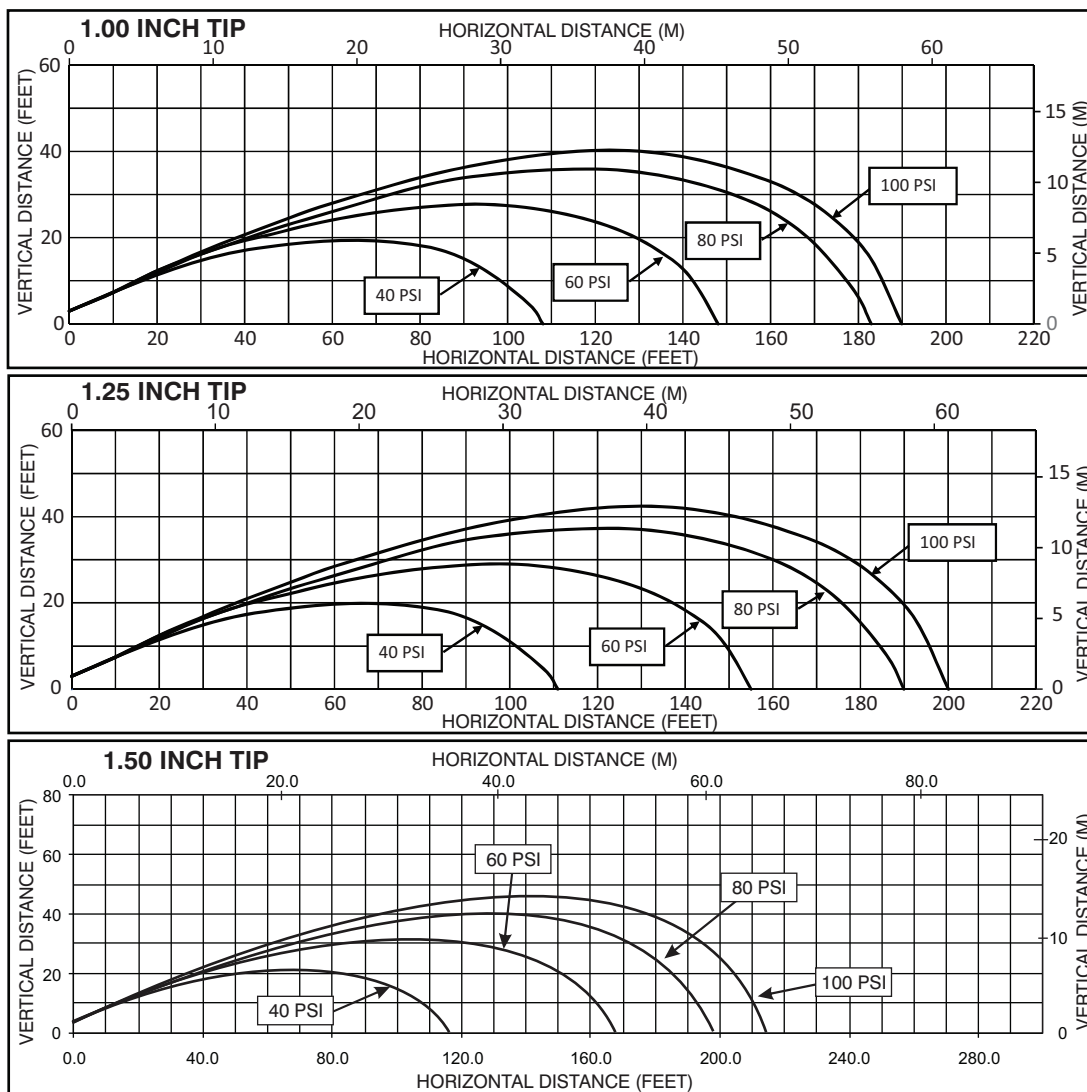 1.00 INCH TIP
HORIZONTAL DISTANCE (M)
0 10 20 30 40 50 60
VERTICAL DISTANCE (FEET)
60
40
20
0
15
10
5
0
VERTICAL DISTANCE (M)
100 PSI
80 PSI
60 PSI
40 PSI
0 20 40 60 80 100 120 140 160 180 200 220
HORIZONTAL DISTANCE (FEET)
1.25 INCH TIP
HORIZONTAL DISTANCE (M)
0 10 20 30 40 50 60
VERTICAL DISTANCE (FEET)
60
40
20
0
15
10
5
0
VERTICAL DISTANCE (M)
100 PSI
80 PSI
60 PSI
40 PSI
0 20 40 60 80 100 120 140 160 180 200 220
HORIZONTAL DISTANCE (FEET)
1.50 INCH TIP
HORIZONTAL DISTANCE (M)
0.0 20.0 40.0 60.0 80.0
VERTICAL DISTANCE (FEET)
80
60
40
20
0
20
10
0
VERTICAL DISTANCE (M)
60 PSI
80 PSI
100 PSI
40 PSI
0.0 40.0 80.0 120.0 160.0 200.0 240.0 280.0
HORIZONTAL DISTANCE (FEET)